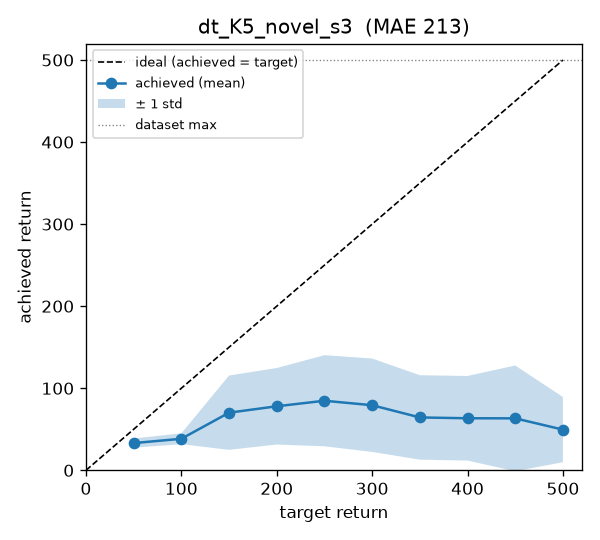 dt_K5_novel_s3 (MAE 213)
ideal (achieved = target)
achieved (mean)
± 1 std
dataset max
500
400
300
200
100
0
achieved return
0 100 200 300 400 500
target return